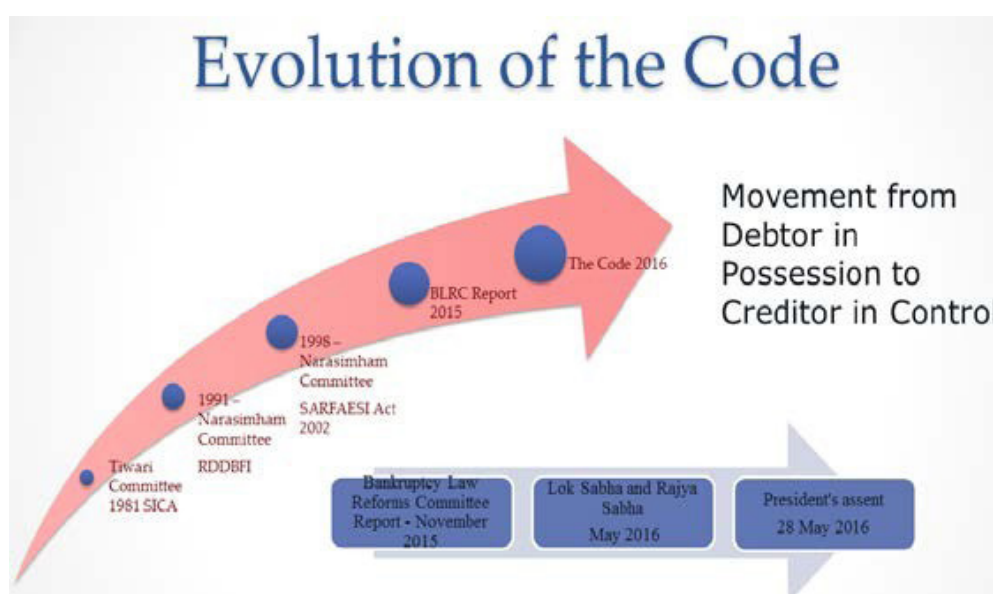 Evolution of the Code
Movement from
Debtor in
Possession to
Creditor in Control
The Code 2016
BLRC Report
2015
1998 –
Narasimham
Committee
SARFAESI Act
2002
1991 –
Narasimham
Committee
RDDBFI
Tiwari
Committee
1981 SICA
Bankruptcy Law
Reforms Committee
Report - November
2015
Lok Sabha and Rajya
Sabha
May 2016
President's assent
28 May 2016